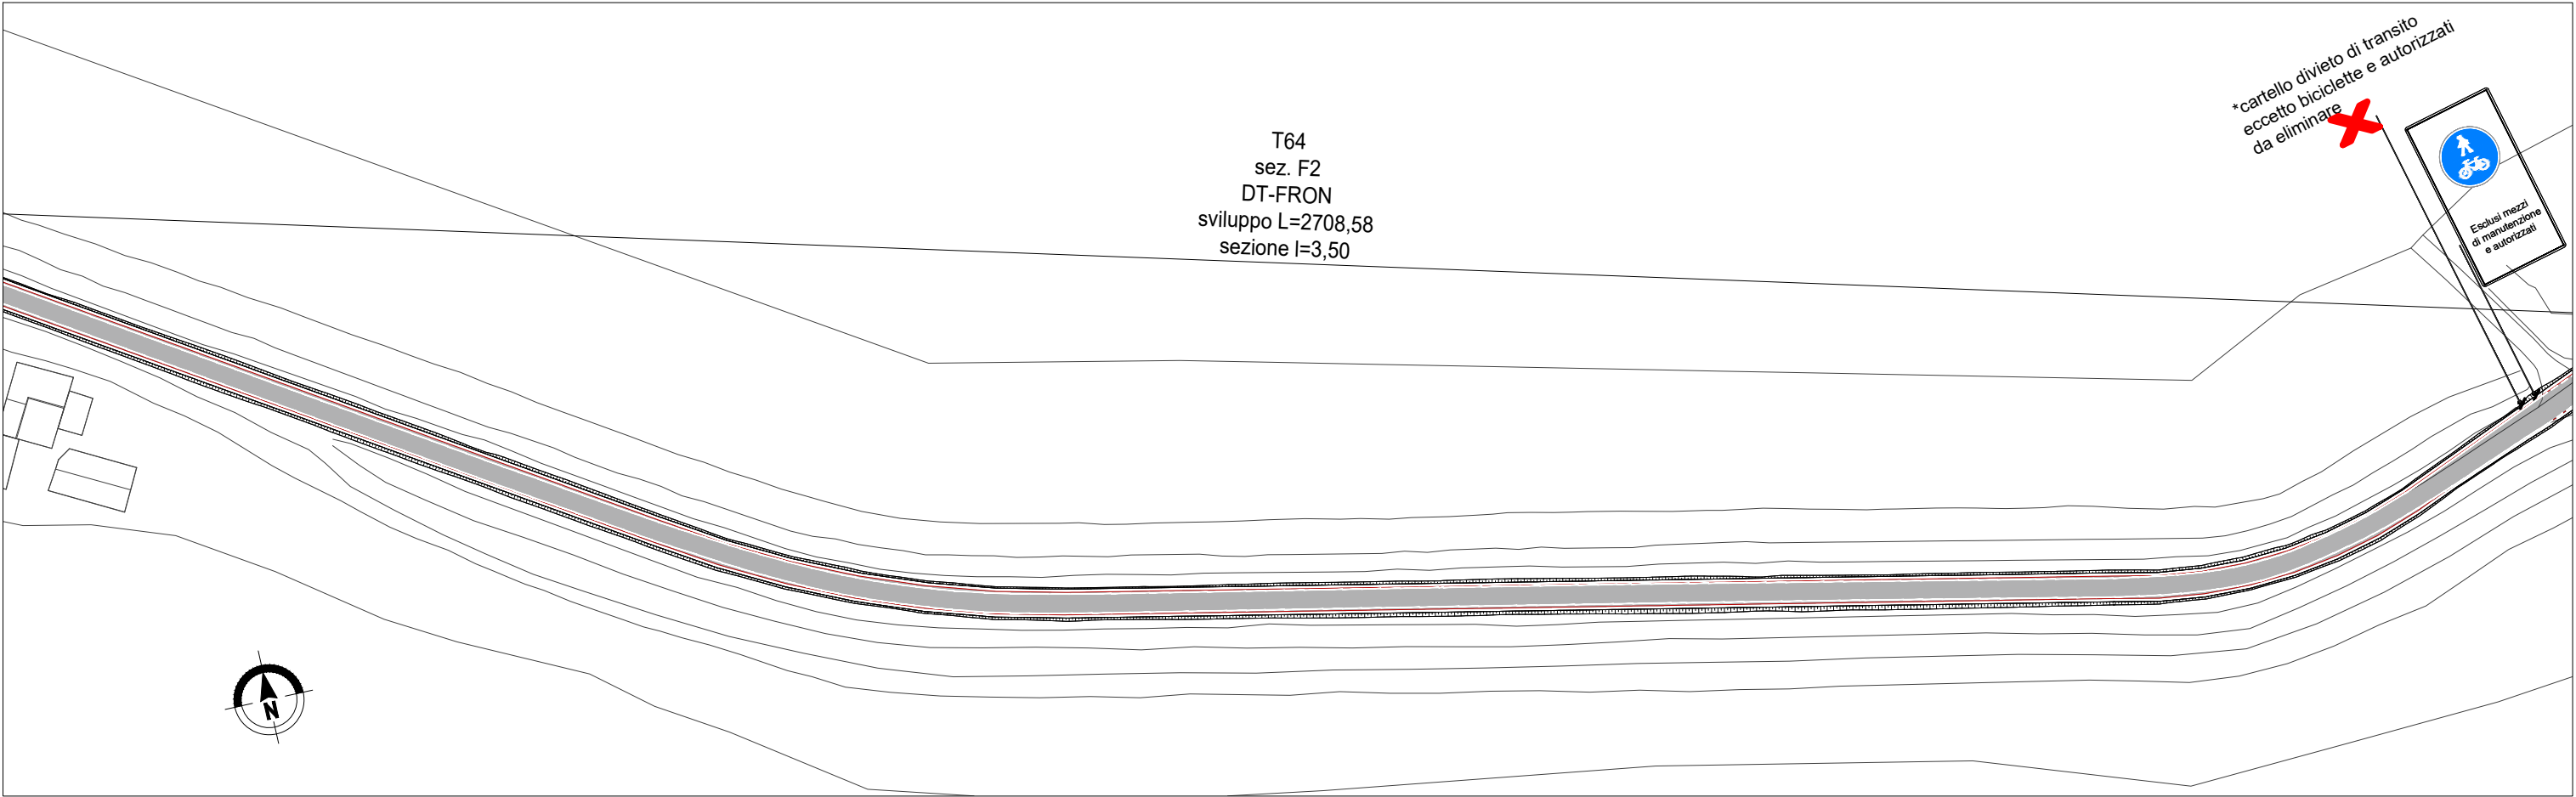 T64
sez. F2
DT-FRON
sviluppo L=2708,58
sezione l=3,50
*cartello divieto di transito
eccetto biciclette e autorizzati
da eliminare
Esclusi mezzi
di manutenzione
e autorizzati
N